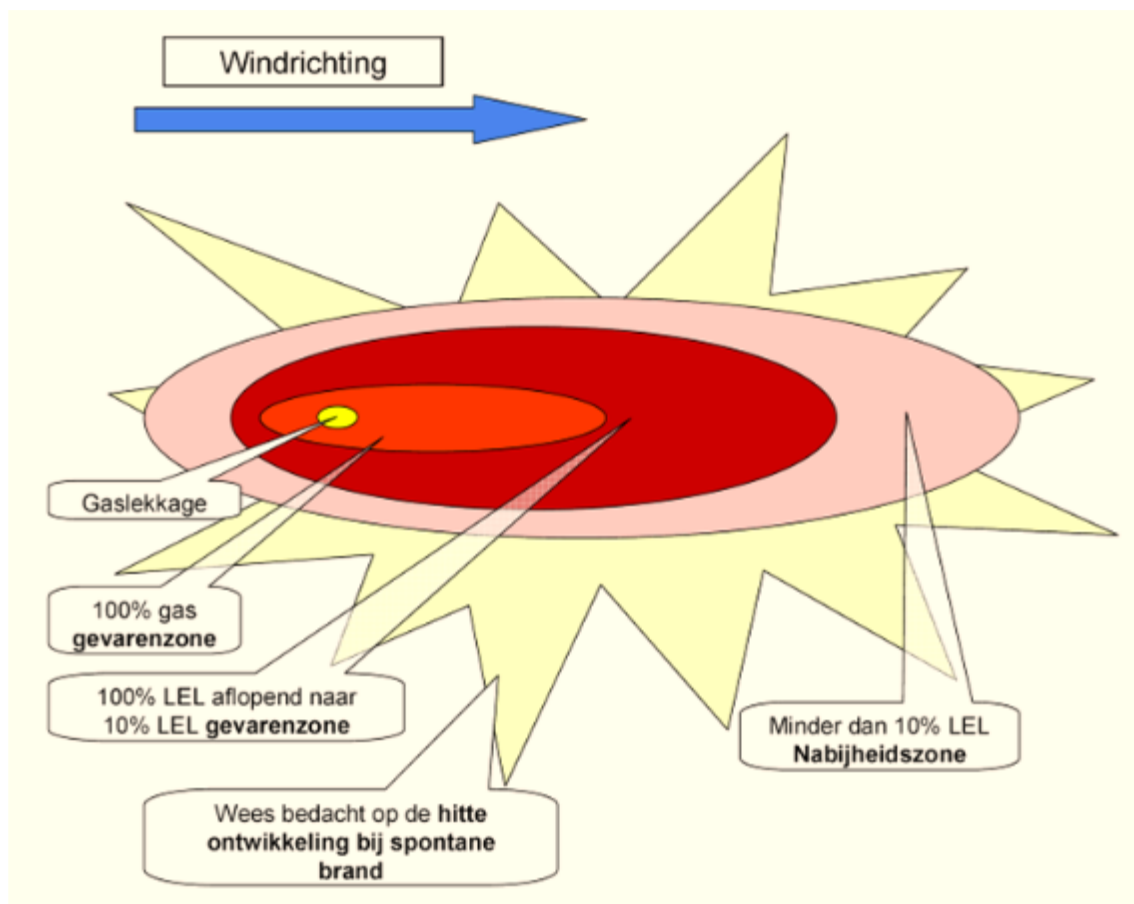 Windrichting
Gaslekkage
100% gas
gevarenzone
100% LEL aflopend naar
10% LEL gevarenzone
Minder dan 10% LEL
Nabijheidszone
Wees bedacht op de hitte
ontwikkeling bij spontane
brand